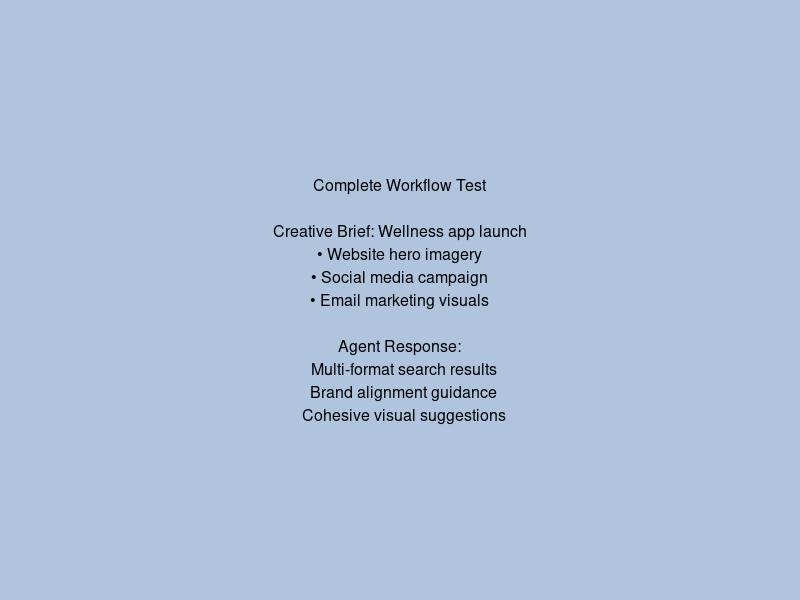 Complete Workflow Test
Creative Brief: Wellness app launch
• Website hero imagery
• Social media campaign
• Email marketing visuals
Agent Response:
Multi-format search results
Brand alignment guidance
Cohesive visual suggestions